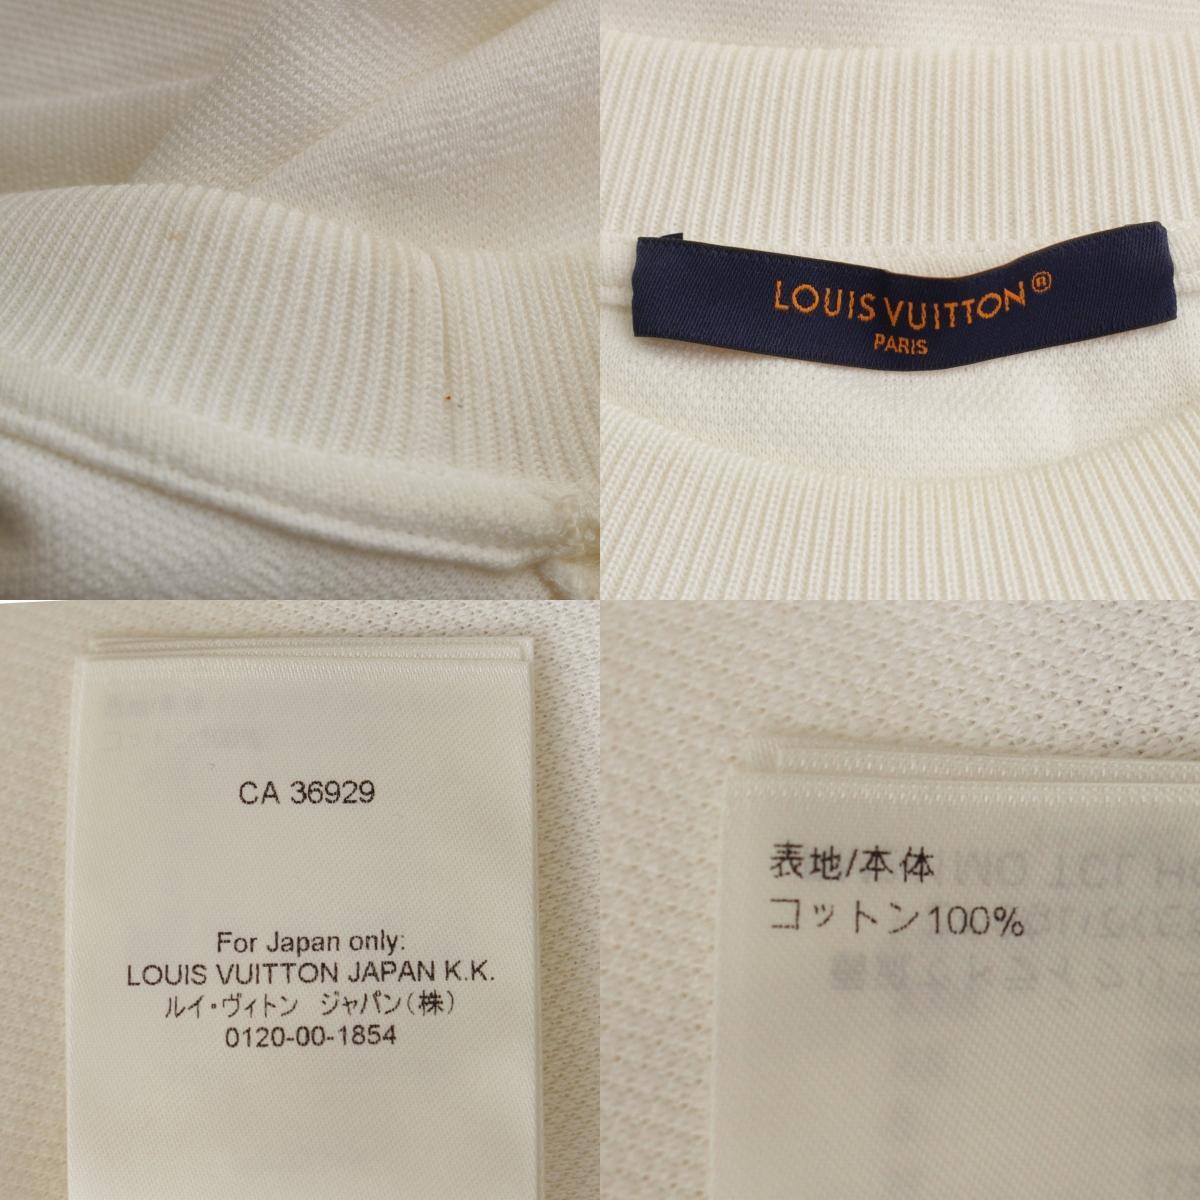 LOUIS VUITTON®
PARIS
CA 36929
For Japan only:
LOUIS VUITTON JAPAN K.K.
ルイ・ヴィトン ジャパン(株)
0120-00-1854
表地/本体
コットン100%